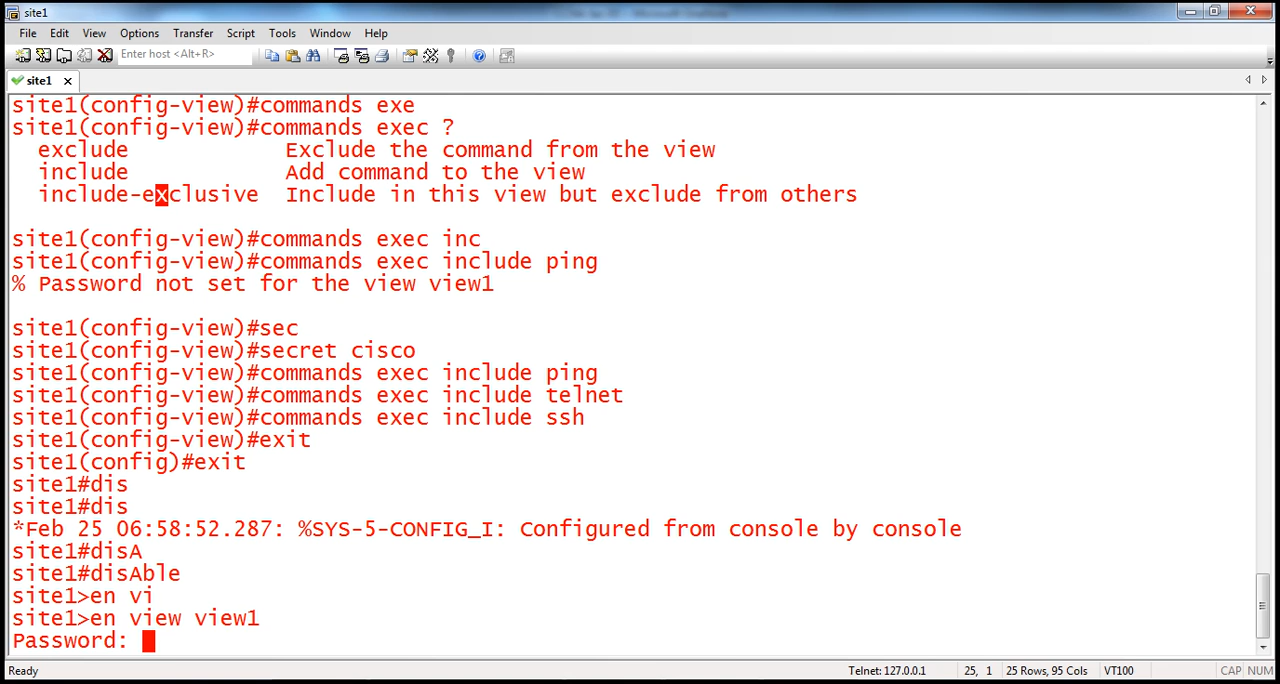 site1
File Edit View Options Transfer Script Tools Window Help
Enter host <Alt+R>
site1
site1(config-view)#commands exe
site1(config-view)#commands exec ?
exclude Exclude the command from the view
include Add command to the view
include-exclusive Include in this view but exclude from others
site1(config-view)#commands exec inc
site1(config-view)#commands exec include ping
% Password not set for the view view1
site1(config-view)#sec
site1(config-view)#secret cisco
site1(config-view)#commands exec include ping
site1(config-view)#commands exec include telnet
site1(config-view)#commands exec include ssh
site1(config-view)#exit
site1(config)#exit
site1#dis
site1#dis
*Feb 25 06:58:52.287: %SYS-5-CONFIG_I: Configured from console by console
site1#disA
site1#disAble
site1>en vi
site1>en view view1
Password:
Ready Telnet: 127.0.0.1 25, 1 25 Rows, 95 Cols VT100 CAP NUM